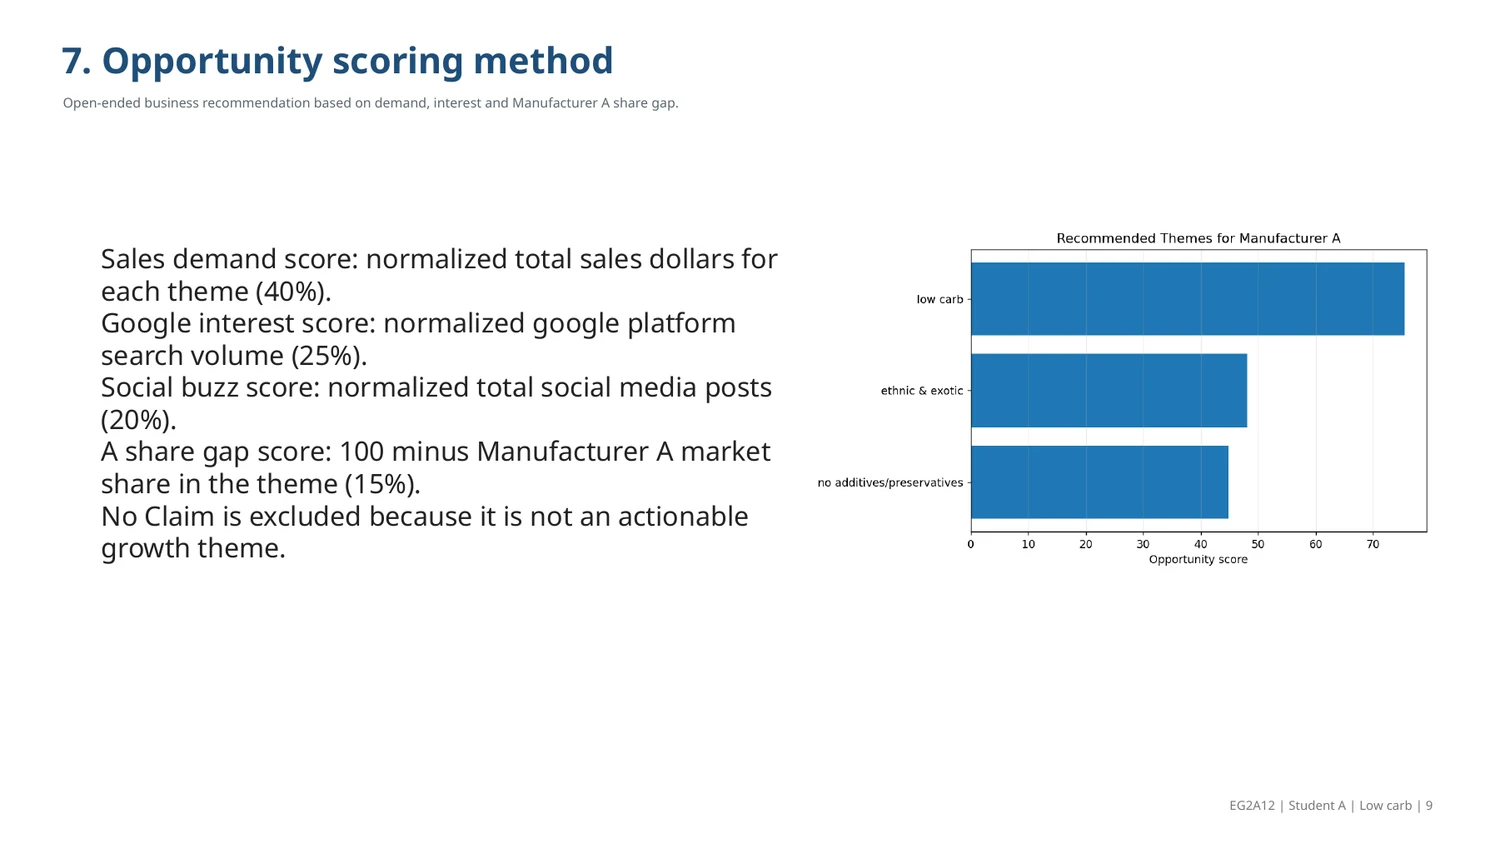 7. Opportunity scoring method
Open-ended business recommendation based on demand, interest and Manufacturer A share gap.
Sales demand score: normalized total sales dollars for
each theme (40%).
Google interest score: normalized google platform
search volume (25%).
Social buzz score: normalized total social media posts
(20%).
A share gap score: 100 minus Manufacturer A market
share in the theme (15%).
No Claim is excluded because it is not an actionable
growth theme.
Recommended Themes for Manufacturer A
low carb
ethnic & exotic
no additives/preservatives
0 10 20 30 40 50 60 70
Opportunity score
EG2A12 | Student A | Low carb | 9